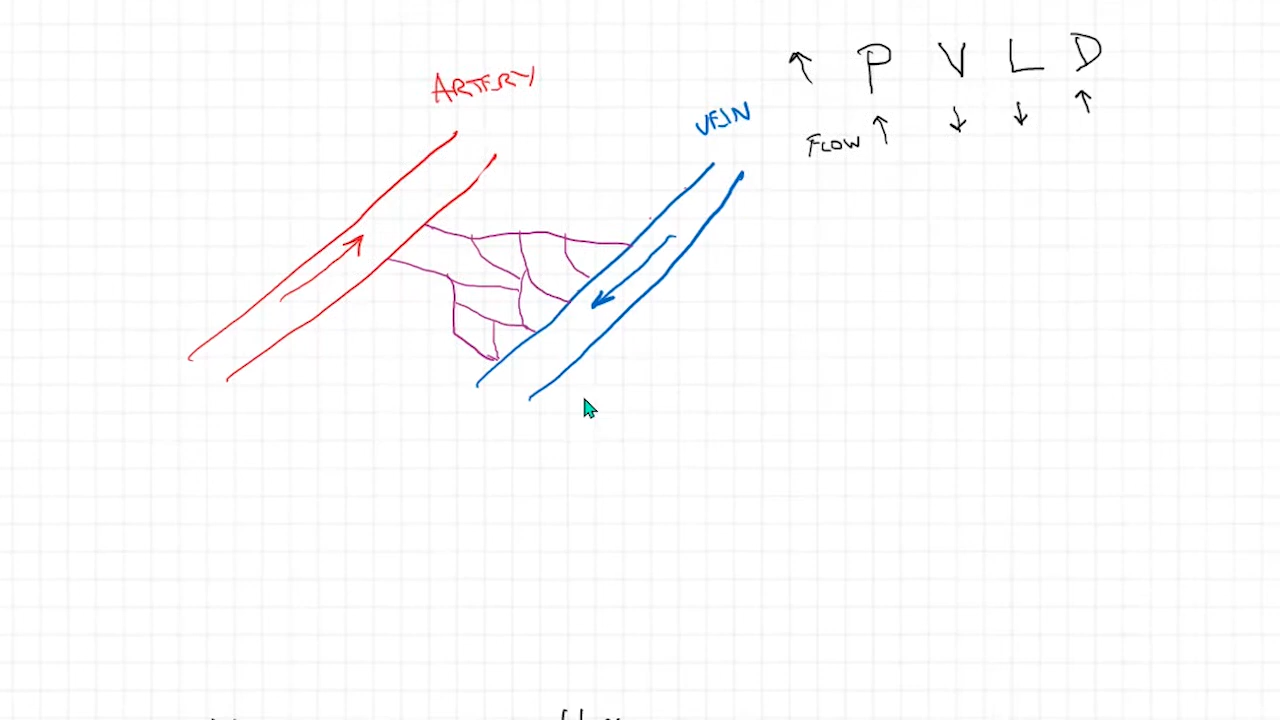 ARTERY
VEIN
↑ P V L D
FLOW ↑ ↓ ↓ ↑